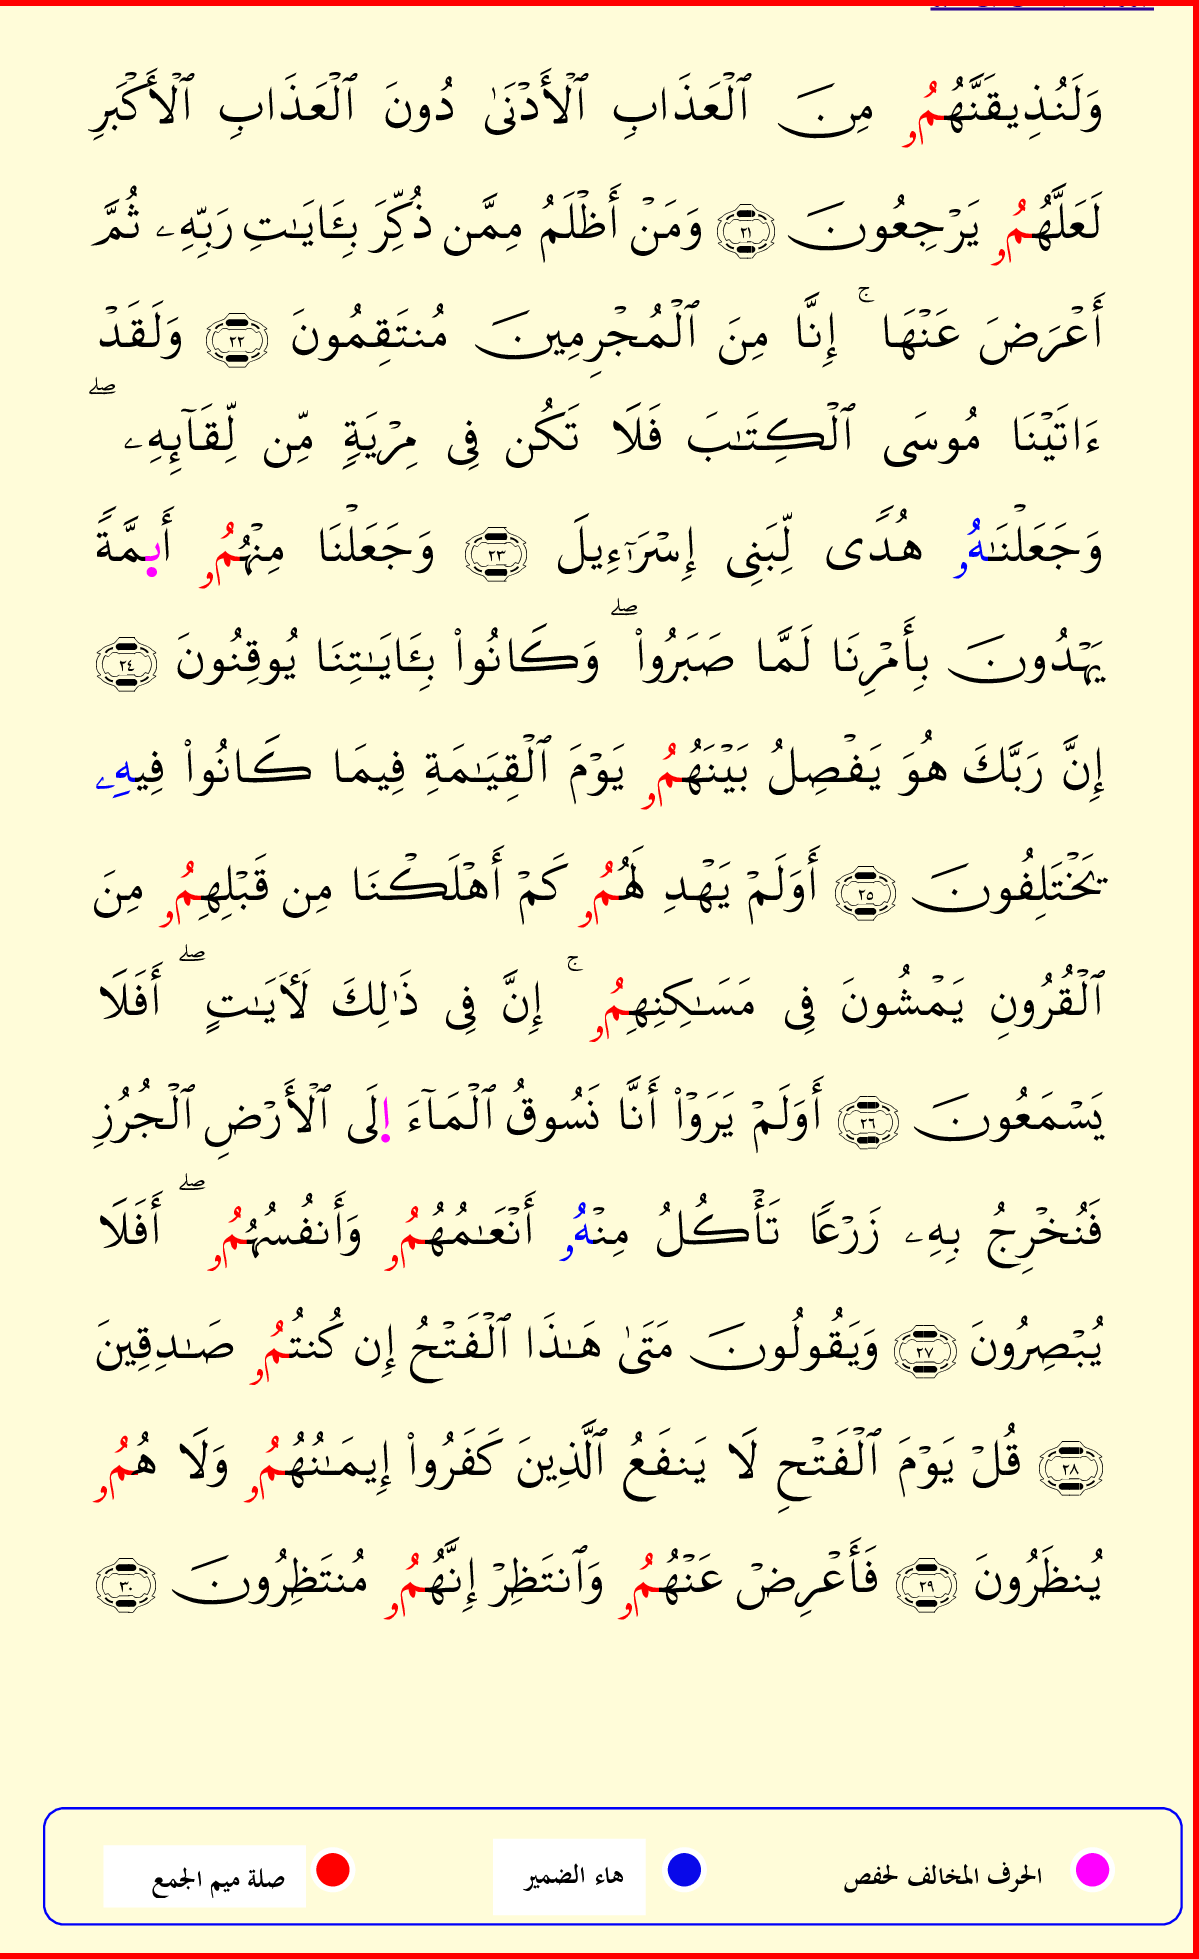 وَلَنُذِيقَنَّهُمُۥ مِنَ ٱلْعَذَابِ ٱلْأَدْنَىٰ دُونَ ٱلْعَذَابِ ٱلْأَكْبَرِ
لَعَلَّهُمُۥ يَرْجِعُونَ ٢١ وَمَنْ أَظْلَمُ مِمَّن ذُكِّرَ بِـَٔايَـٰتِ رَبِّهِۦ ثُمَّ
أَعْرَضَ عَنْهَا ۚ إِنَّا مِنَ ٱلْمُجْرِمِينَ مُنتَقِمُونَ ٢٢ وَلَقَدْ
ءَاتَيْنَا مُوسَى ٱلْكِتَـٰبَ فَلَا تَكُن فِى مِرْيَةٍ مِّن لِّقَآئِهِۦ ۖ
وَجَعَلْنَـٰهُۥ هُدًى لِّبَنِى إِسْرَٰٓءِيلَ ٢٣ وَجَعَلْنَا مِنْهُمُۥ أَىِٕمَّةً
يَهْدُونَ بِأَمْرِنَا لَمَّا صَبَرُوا۟ ۖ وَكَانُوا۟ بِـَٔايَـٰتِنَا يُوقِنُونَ ٢٤
إِنَّ رَبَّكَ هُوَ يَفْصِلُ بَيْنَهُمُۥ يَوْمَ ٱلْقِيَـٰمَةِ فِيمَا كَانُوا۟ فِيهِۦ
يَخْتَلِفُونَ ٢٥ أَوَلَمْ يَهْدِ لَهُمُۥ كَمْ أَهْلَكْنَا مِن قَبْلِهِمُۥ مِنَ
ٱلْقُرُونِ يَمْشُونَ فِى مَسَـٰكِنِهِمُۥ ۚ إِنَّ فِى ذَٰلِكَ لَـَٔايَـٰتٍ ۖ أَفَلَا
يَسْمَعُونَ ٢٦ أَوَلَمْ يَرَوْا۟ أَنَّا نَسُوقُ ٱلْمَآءَ اِ۪لَى ٱلْأَرْضِ ٱلْجُرُزِ
فَنُخْرِجُ بِهِۦ زَرْعًا تَأْكُلُ مِنْهُۥ أَنْعَـٰمُهُمُۥ وَأَنفُسُهُمُۥ ۖ أَفَلَا
يُبْصِرُونَ ٢٧ وَيَقُولُونَ مَتَىٰ هَـٰذَا ٱلْفَتْحُ إِن كُنتُمُۥ صَـٰدِقِينَ
٢٨ قُلْ يَوْمَ ٱلْفَتْحِ لَا يَنفَعُ ٱلَّذِينَ كَفَرُوا۟ إِيمَـٰنُهُمُۥ وَلَا هُمُۥ
يُنظَرُونَ ٢٩ فَأَعْرِضْ عَنْهُمُۥ وَٱنتَظِرْ إِنَّهُمُۥ مُنتَظِرُونَ ٣٠
الحرف المخالف لحفص هاء الضمير صلة ميم الجمع